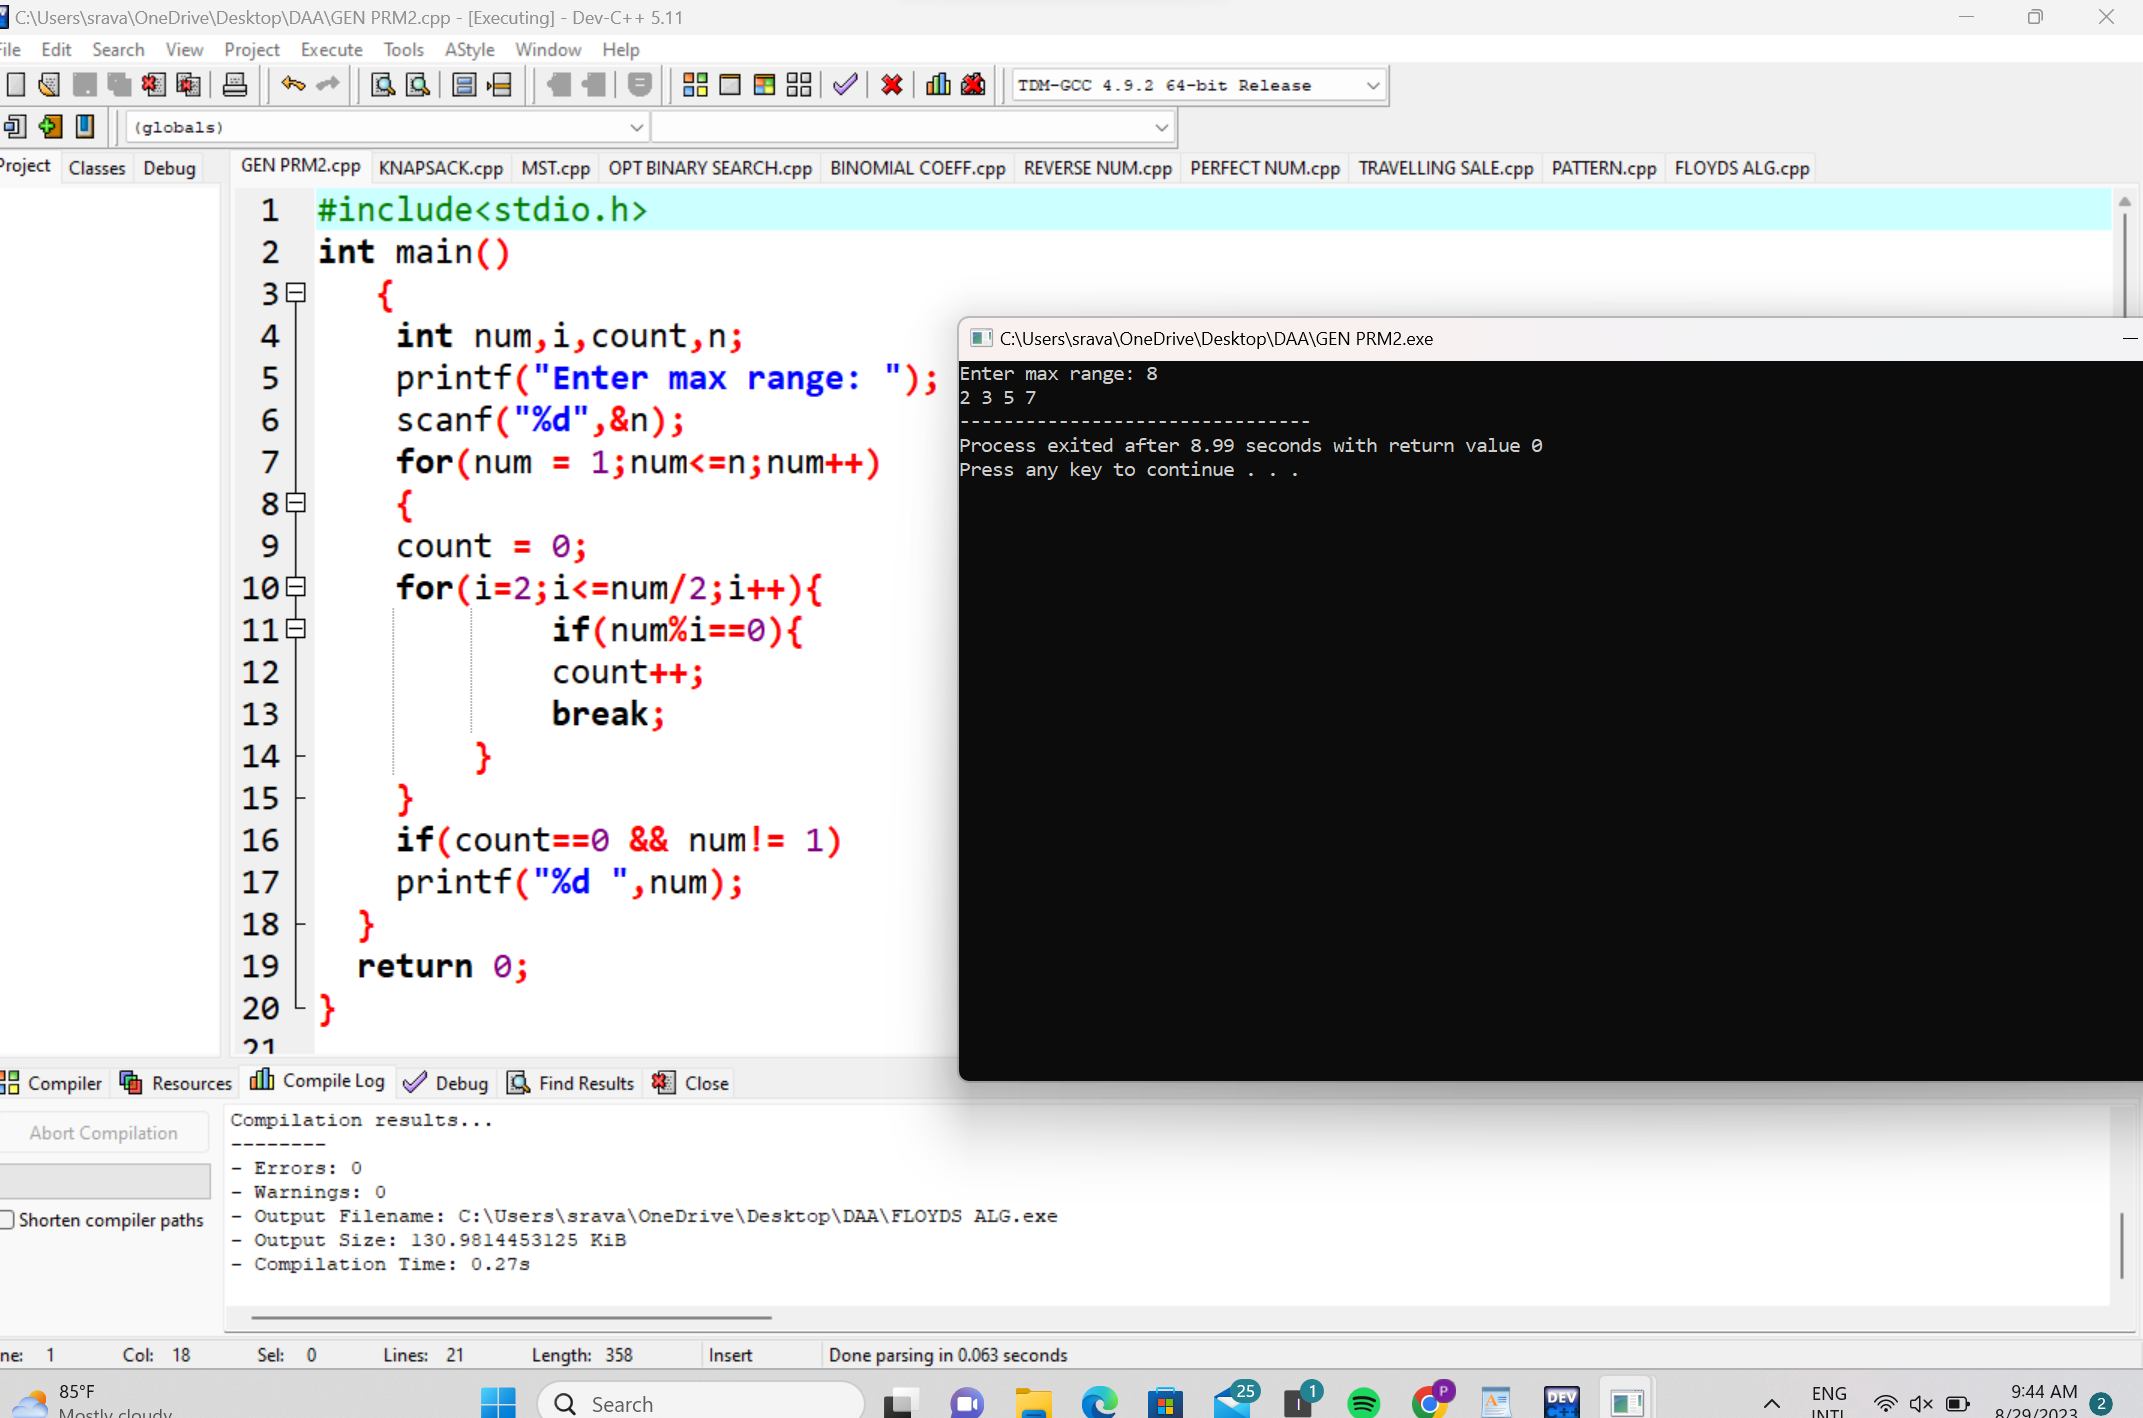 C:\Users\srava\OneDrive\Desktop\DAA\GEN PRM2.cpp - [Executing] - Dev-C++ 5.11
File Edit Search View Project Execute Tools AStyle Window Help
TDM-GCC 4.9.2 64-bit Release
(globals)
Project Classes Debug
GEN PRM2.cpp KNAPSACK.cpp MST.cpp OPT BINARY SEARCH.cpp BINOMIAL COEFF.cpp REVERSE NUM.cpp PERFECT NUM.cpp TRAVELLING SALE.cpp PATTERN.cpp FLOYDS ALG.cpp
1 #include<stdio.h>
2 int main()
3 {
4 int num,i,count,n;
5 printf("Enter max range: ");
6 scanf("%d",&n);
7 for(num = 1;num<=n;num++)
8 {
9 count = 0;
10 for(i=2;i<=num/2;i++){
11 if(num%i==0){
12 count++;
13 break;
14 }
15 }
16 if(count==0 && num!= 1)
17 printf("%d ",num);
18 }
19 return 0;
20 }
21
C:\Users\srava\OneDrive\Desktop\DAA\GEN PRM2.exe
Enter max range: 8
2 3 5 7
--------------------------------
Process exited after 8.99 seconds with return value 0
Press any key to continue . . .
Compiler Resources Compile Log Debug Find Results Close
Abort Compilation
Shorten compiler paths
Compilation results...
--------
- Errors: 0
- Warnings: 0
- Output Filename: C:\Users\srava\OneDrive\Desktop\DAA\FLOYDS ALG.exe
- Output Size: 130.9814453125 KiB
- Compilation Time: 0.27s
ne: 1 Col: 18 Sel: 0 Lines: 21 Length: 358 Insert Done parsing in 0.063 seconds
85°F
Mostly cloudy
Search
25
1
P
DEV
C++
ENG
INTL
9:44 AM
8/29/2023
2